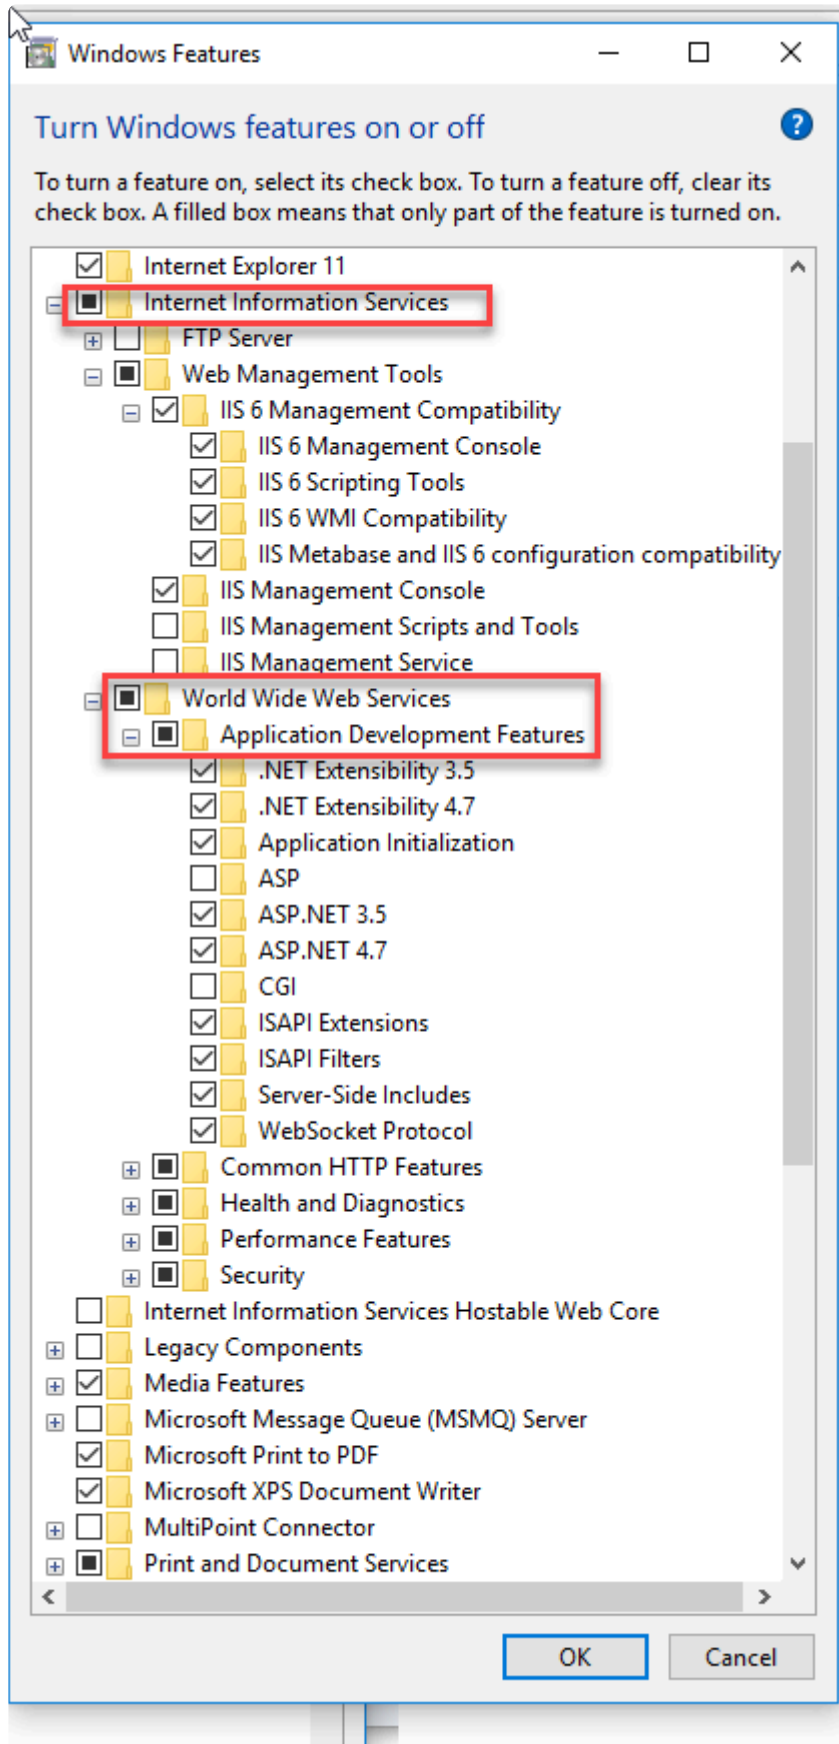 Windows Features
Turn Windows features on or off
To turn a feature on, select its check box. To turn a feature off, clear its
check box. A filled box means that only part of the feature is turned on.
Internet Explorer 11
Internet Information Services
FTP Server
Web Management Tools
IIS 6 Management Compatibility
IIS 6 Management Console
IIS 6 Scripting Tools
IIS 6 WMI Compatibility
IIS Metabase and IIS 6 configuration compatibility
IIS Management Console
IIS Management Scripts and Tools
IIS Management Service
World Wide Web Services
Application Development Features
.NET Extensibility 3.5
.NET Extensibility 4.7
Application Initialization
ASP
ASP.NET 3.5
ASP.NET 4.7
CGI
ISAPI Extensions
ISAPI Filters
Server-Side Includes
WebSocket Protocol
Common HTTP Features
Health and Diagnostics
Performance Features
Security
Internet Information Services Hostable Web Core
Legacy Components
Media Features
Microsoft Message Queue (MSMQ) Server
Microsoft Print to PDF
Microsoft XPS Document Writer
MultiPoint Connector
Print and Document Services
OK Cancel